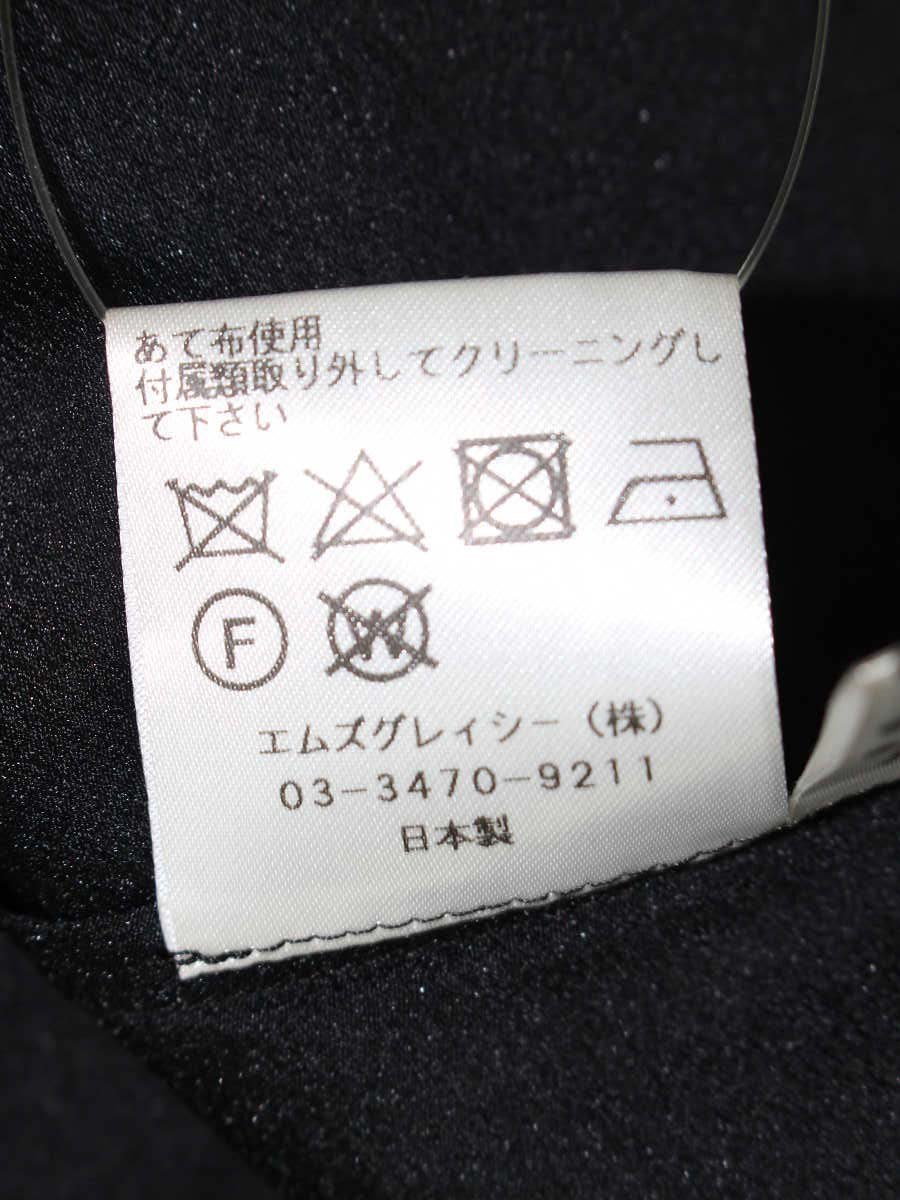 あて布使用
付属類取り外してクリーニングし
て下さい
F
W
エムズグレイシー（株）
03-3470-9211
日本製